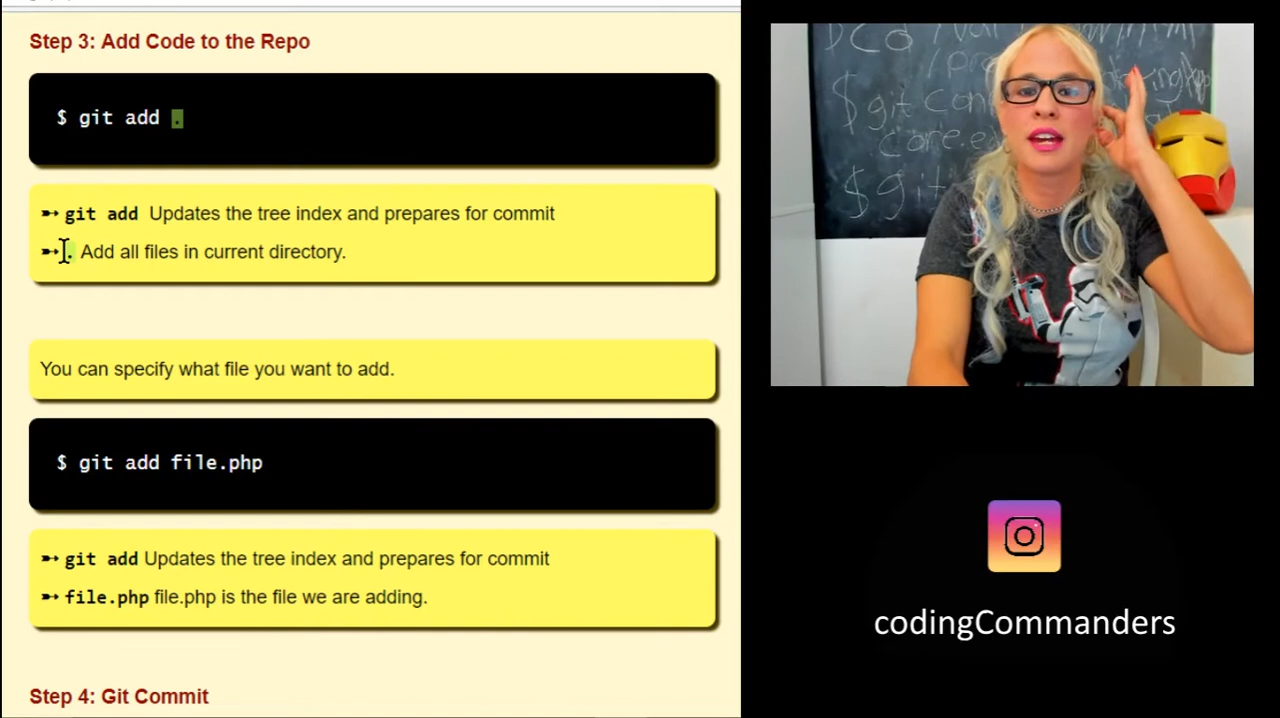 Step 3: Add Code to the Repo
$ git add .
➼ git add Updates the tree index and prepares for commit
➼ . Add all files in current directory.
You can specify what file you want to add.
$ git add file.php
➼ git add Updates the tree index and prepares for commit
➼ file.php file.php is the file we are adding.
Step 4: Git Commit
$ git
core.e
$ git
codingCommanders